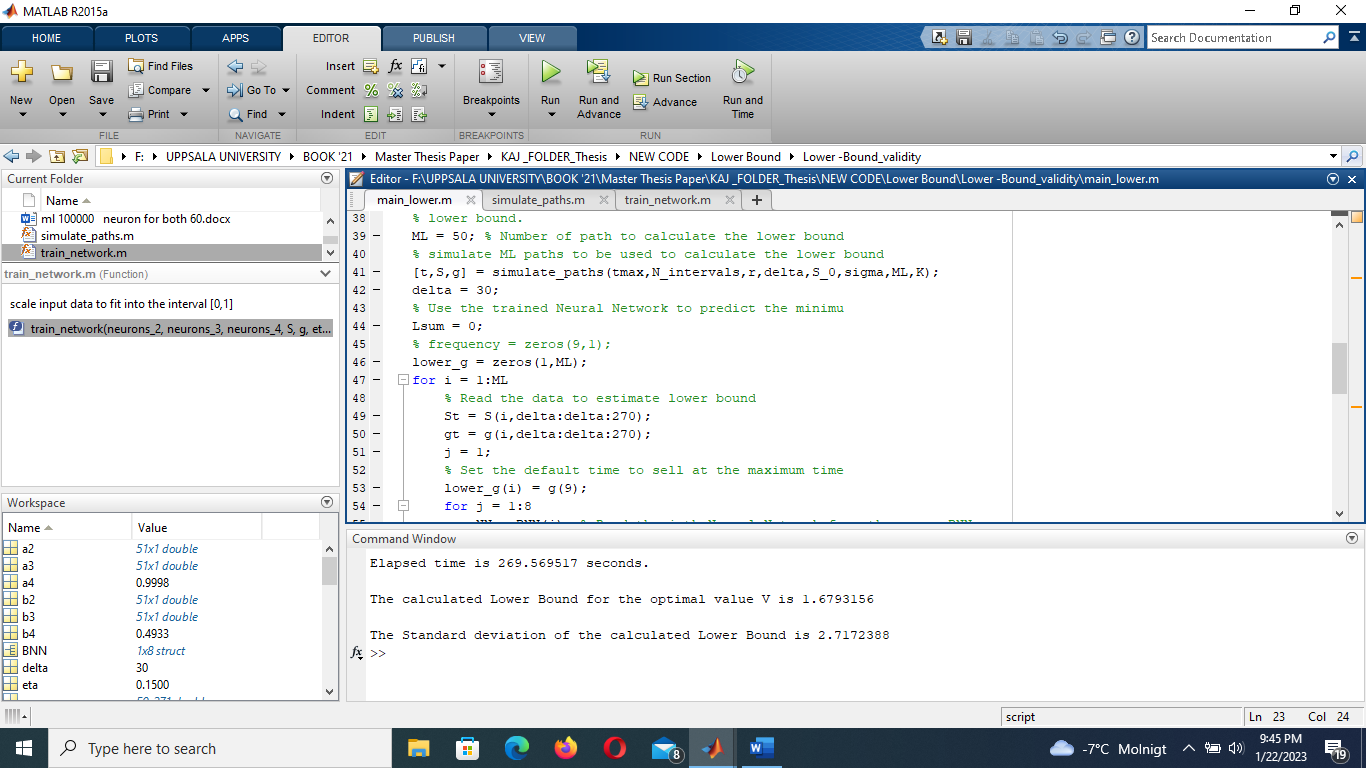 MATLAB R2015a
HOME PLOTS APPS EDITOR PUBLISH VIEW
Search Documentation
Find Files Insert fx
New Open Save Compare Go To Comment Breakpoints Run Run and Advance Run Section Advance Run and Time
Print Find Indent
FILE NAVIGATE EDIT BREAKPOINTS RUN
F: UPPSALA UNIVERSITY BOOK '21 Master Thesis Paper KAJ _FOLDER_Thesis NEW CODE Lower Bound Lower -Bound_validity
Current Folder
Name
ml 100000 neuron for both 60.docx
simulate_paths.m
train_network.m
train_network.m (Function)
scale input data to fit into the interval [0,1]
train_network(neurons_2, neurons_3, neurons_4, S, g, et...
Workspace
Name Value
a2 51x1 double
a3 51x1 double
a4 0.9998
b2 51x1 double
b3 51x1 double
b4 0.4933
BNN 1x8 struct
delta 30
eta 0.1500
Editor - F:\UPPSALA UNIVERSITY\BOOK '21\Master Thesis Paper\KAJ _FOLDER_Thesis\NEW CODE\Lower Bound\Lower -Bound_validity\main_lower.m
main_lower.m simulate_paths.m train_network.m
38 % lower bound.
39 ML = 50; % Number of path to calculate the lower bound
40 % simulate ML paths to be used to calculate the lower bound
41 [t,S,g] = simulate_paths(tmax,N_intervals,r,delta,S_0,sigma,ML,K);
42 delta = 30;
43 % Use the trained Neural Network to predict the minimu
44 Lsum = 0;
45 % frequency = zeros(9,1);
46 lower_g = zeros(1,ML);
47 for i = 1:ML
48 % Read the data to estimate lower bound
49 St = S(i,delta:delta:270);
50 gt = g(i,delta:delta:270);
51 j = 1;
52 % Set the default time to sell at the maximum time
53 lower_g(i) = g(9);
54 for j = 1:8
Command Window
Elapsed time is 269.569517 seconds.
The calculated Lower Bound for the optimal value V is 1.6793156
The Standard deviation of the calculated Lower Bound is 2.7172388
fx >>
script Ln 23 Col 24
Type here to search 8 -7°C Molnigt 9:45 PM
1/22/2023 19